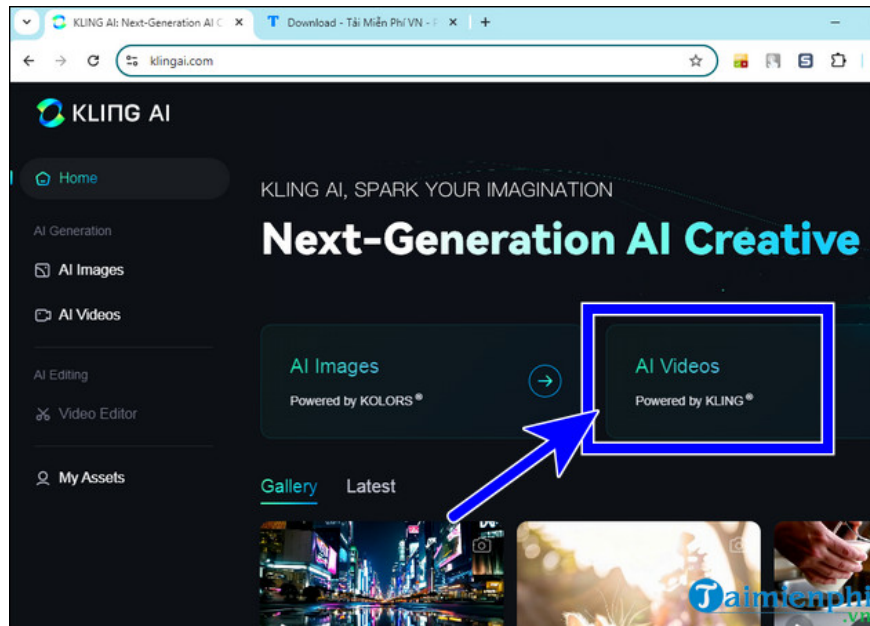 KLING AI: Next-Generation AI C
Download - Tải Miễn Phí VN - F
klingai.com
KLING AI
Home
AI Generation
AI Images
AI Videos
AI Editing
Video Editor
My Assets
KLING AI, SPARK YOUR IMAGINATION
Next-Generation AI Creative
AI Images
Powered by KOLORS ®
AI Videos
Powered by KLING ®
Gallery
Latest
Taimienphi
.vn